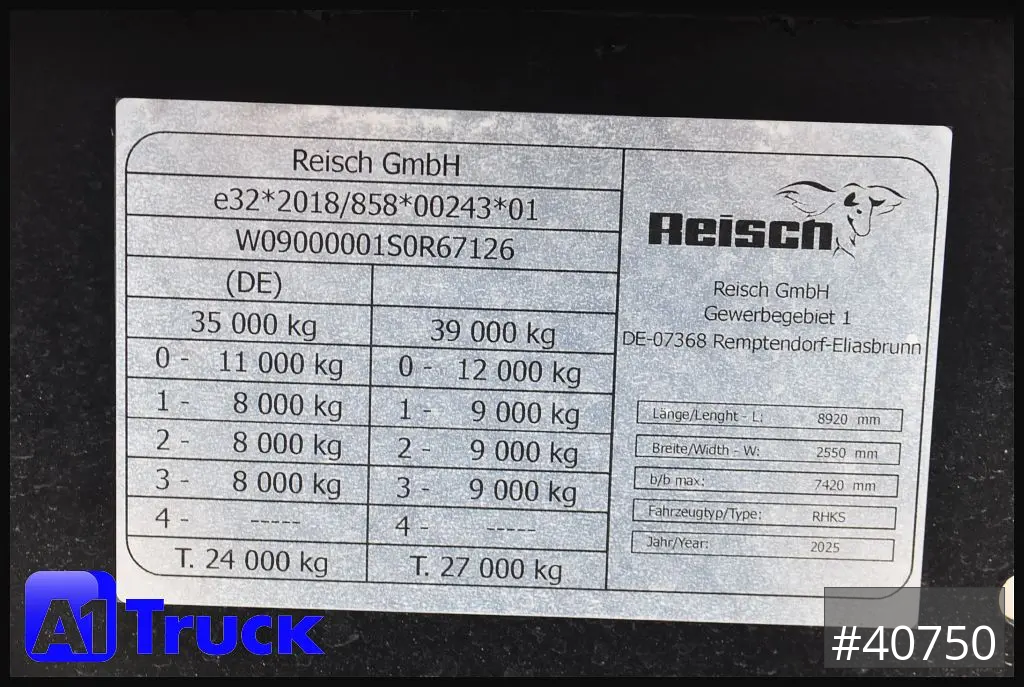 Reisch GmbH
e32*2018/858*00243*01
W09000001S0R67126
(DE)
35 000 kg 39 000 kg
0 - 11 000 kg 0 - 12 000 kg
1 - 8 000 kg 1 - 9 000 kg
2 - 8 000 kg 2 - 9 000 kg
3 - 8 000 kg 3 - 9 000 kg
4 - ----- 4 - -----
T. 24 000 kg T. 27 000 kg
Reisch
Reisch GmbH
Gewerbegebiet 1
DE-07368 Remptendorf-Eliasbrunn
Länge/Lenght - L: 8920 mm
Breite/Width - W: 2550 mm
b/b max: 7420 mm
Fahrzeugtyp/Type: RHKS
Jahr/Year: 2025
A1 Truck
#40750